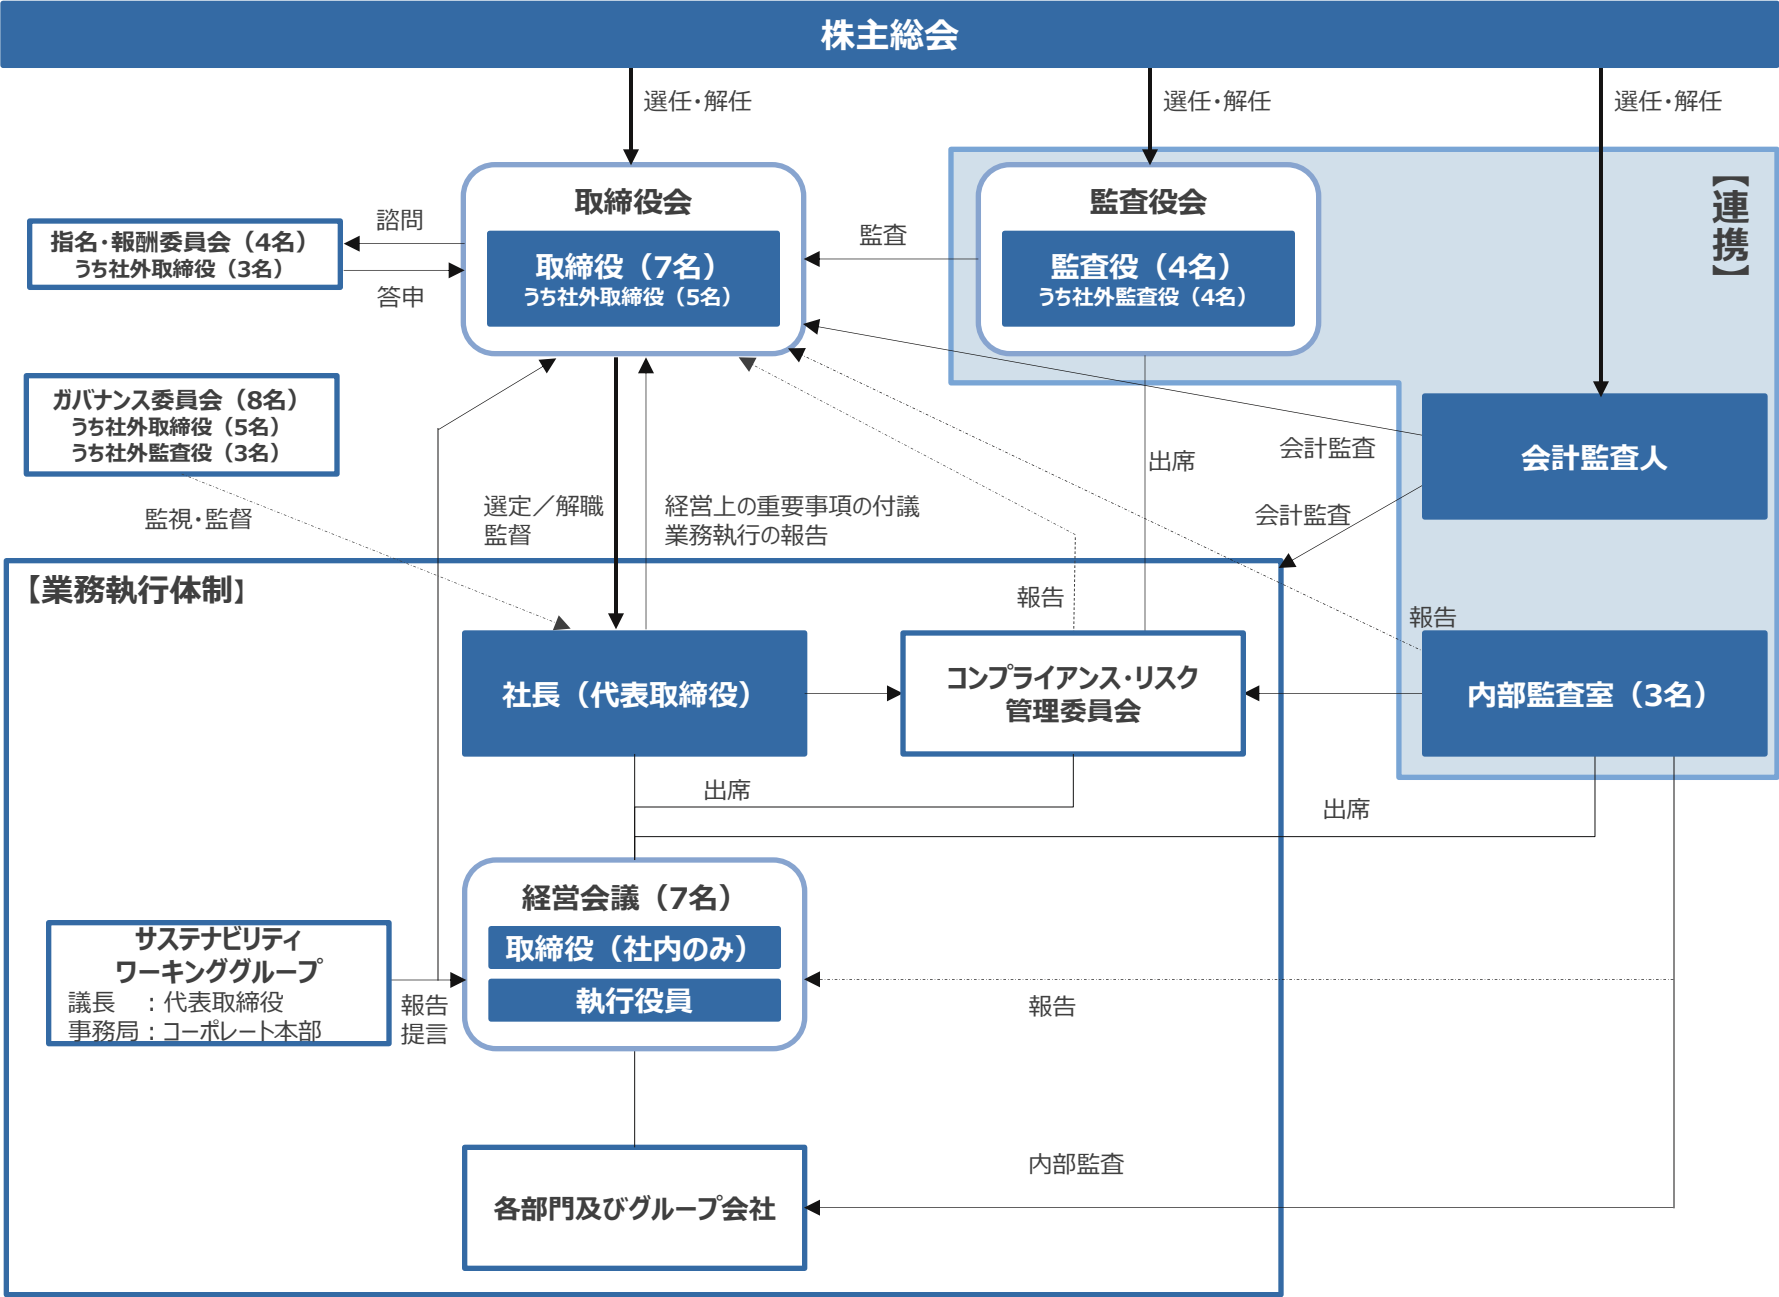 株主総会
選任・解任
選任・解任
選任・解任
取締役会
取締役（7名）
うち社外取締役（5名）
監査役会
監査役（4名）
うち社外監査役（4名）
【連携】
諮問
指名・報酬委員会（4名）
うち社外取締役（3名）
答申
監査
ガバナンス委員会（8名）
うち社外取締役（5名）
うち社外監査役（3名）
監視・監督
選定／解職
監督
経営上の重要事項の付議
業務執行の報告
出席
会計監査
会計監査
会計監査人
【業務執行体制】
報告
報告
社長（代表取締役）
コンプライアンス・リスク
管理委員会
内部監査室（3名）
出席
出席
経営会議（7名）
取締役（社内のみ）
執行役員
サステナビリティ
ワーキンググループ
議長　：代表取締役
事務局：コーポレート本部
報告
提言
報告
内部監査
各部門及びグループ会社